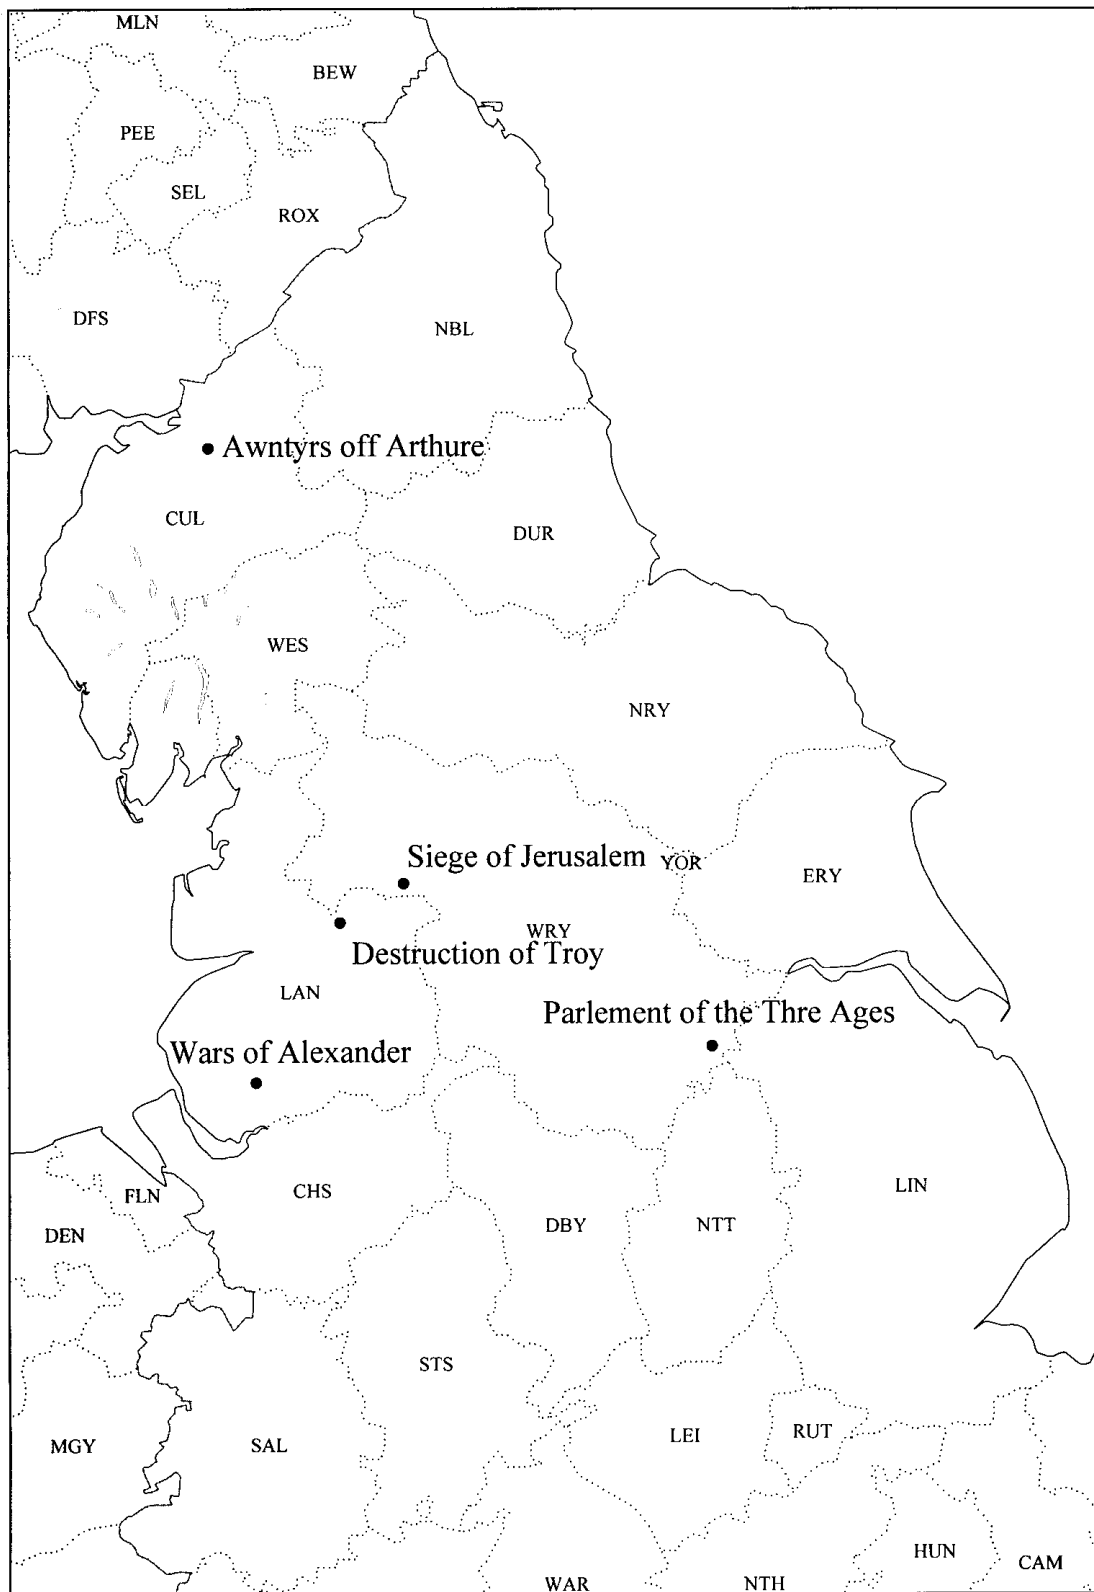 MLN
BEW
PEE
SEL
ROX
DFS
NBL
Awntyrs off Arthure
CUL
DUR
WES
NRY
Siege of Jerusalem
YOR
ERY
WRY
Destruction of Troy
LAN
Parlement of the Thre Ages
Wars of Alexander
FLN
CHS
LIN
DEN
DBY
NTT
STS
MGY
SAL
LEI
RUT
HUN
CAM
WAR
NTH